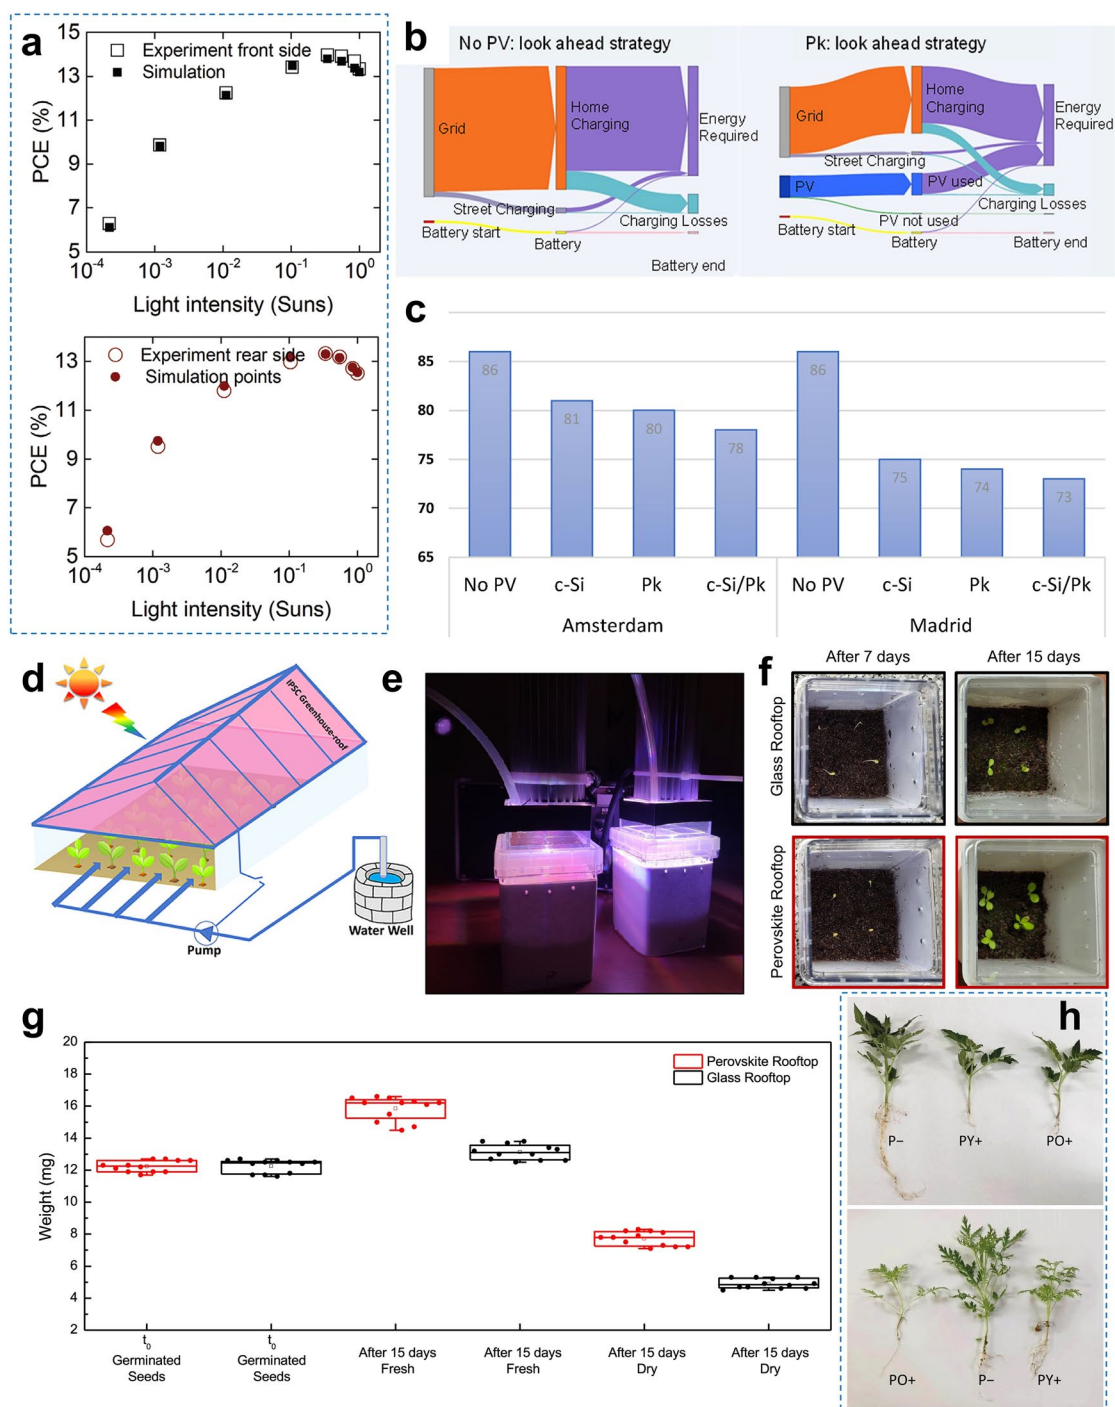 a
15
13
11
9
7
5
PCE (%)
Experiment front side
Simulation
10⁻⁴
10⁻³
10⁻²
10⁻¹
10⁰
Light intensity (Suns)
13
11
9
7
5
PCE (%)
Experiment rear side
Simulation points
10⁻⁴
10⁻³
10⁻²
10⁻¹
10⁰
Light intensity (Suns)
b
No PV: look ahead strategy
Grid
Home
Charging
Energy
Required
Street Charging
Charging Losses
Battery start
Battery
Battery end
Pk: look ahead strategy
Grid
Home
Charging
Energy
Required
Street Charging
PV
PV used
Charging Losses
PV not used
Battery start
Battery
Battery end
c
85
80
75
70
65
86
81
80
78
86
75
74
73
No PV
c-Si
Pk
c-Si/Pk
No PV
c-Si
Pk
c-Si/Pk
Amsterdam
Madrid
d
IPSC Greenhouse-roof
Pump
Water Well
e
f
After 7 days
After 15 days
Glass Rooftop
Perovskite Rooftop
g
20
18
16
14
12
10
8
6
4
2
Weight (mg)
Perovskite Rooftop
Glass Rooftop
t₀
Germinated
Seeds
t₀
Germinated
Seeds
After 15 days
Fresh
After 15 days
Fresh
After 15 days
Dry
After 15 days
Dry
h
P−
PY+
PO+
PO+
P−
PY+